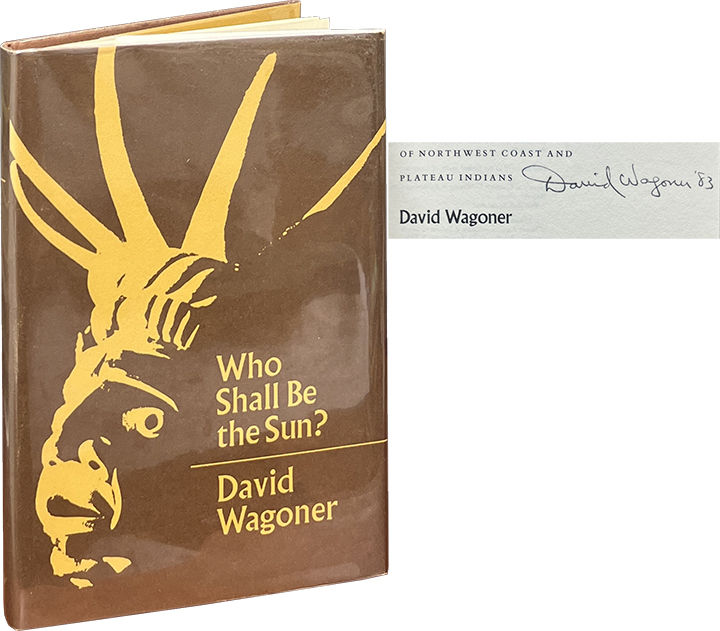 Who
Shall Be
the Sun?
David
Wagoner
OF NORTHWEST COAST AND
PLATEAU INDIANS David Wagoner '83
David Wagoner